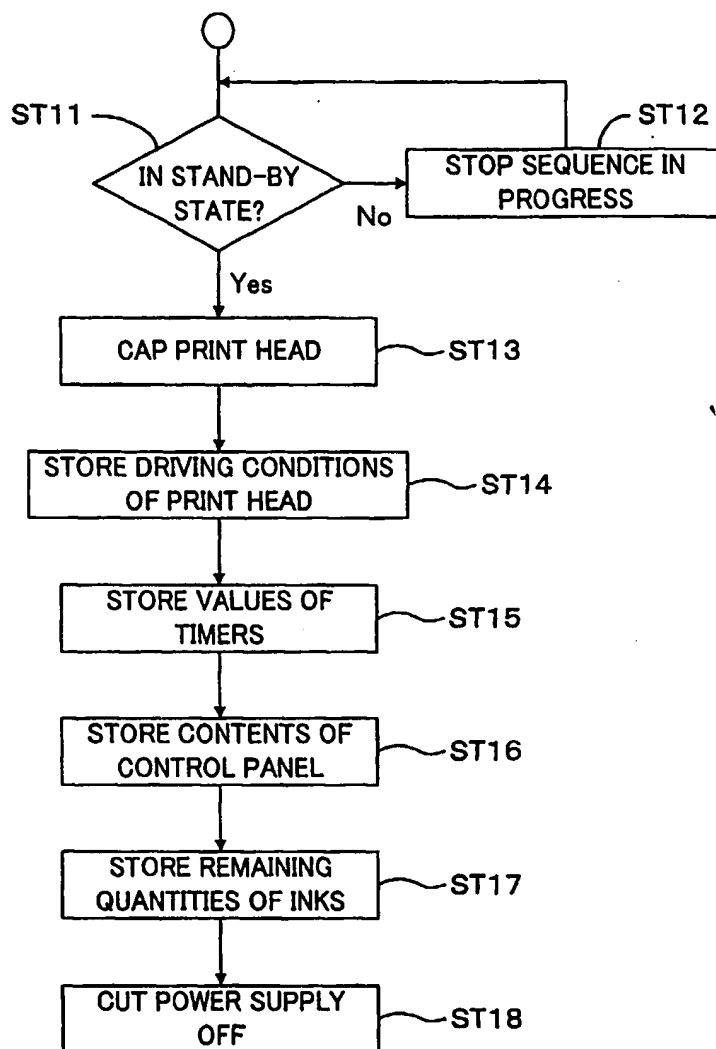 ST11
ST12
IN STAND-BY
STATE?
STOP SEQUENCE IN
PROGRESS
No
Yes
CAP PRINT HEAD
ST13
STORE DRIVING CONDITIONS
OF PRINT HEAD
ST14
STORE VALUES OF
TIMERS
ST15
STORE CONTENTS OF
CONTROL PANEL
ST16
STORE REMAINING
QUANTITIES OF INKS
ST17
CUT POWER SUPPLY
OFF
ST18